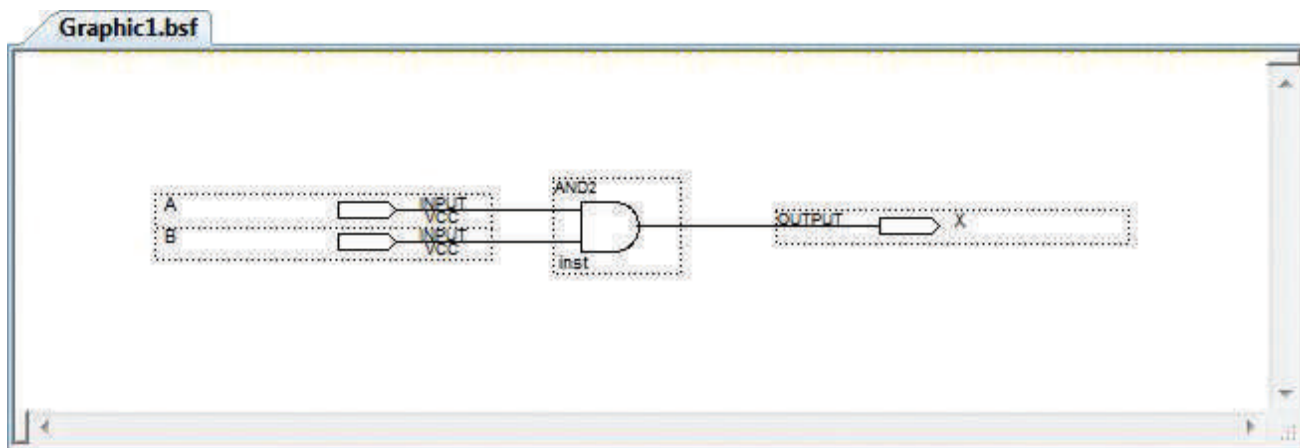 Graphic1.bsf
AND2
A INPUT
VCC
OUTPUT X
B INPUT
VCC
inst